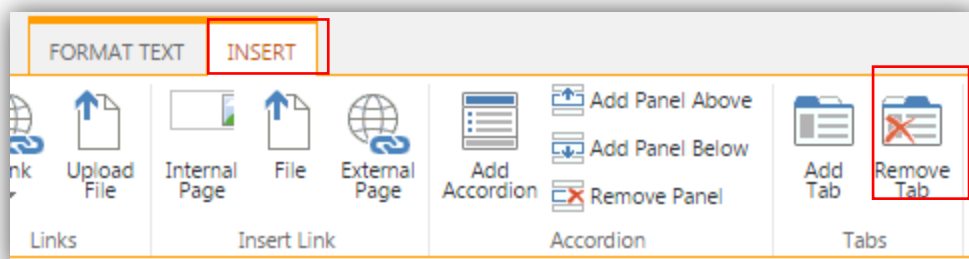 FORMAT TEXT INSERT
Add Panel Above
Add Panel Below
Remove Panel
Upload File
Internal Page
File
External Page
Add Accordion
Add Tab
Remove Tab
Links Insert Link Accordion Tabs